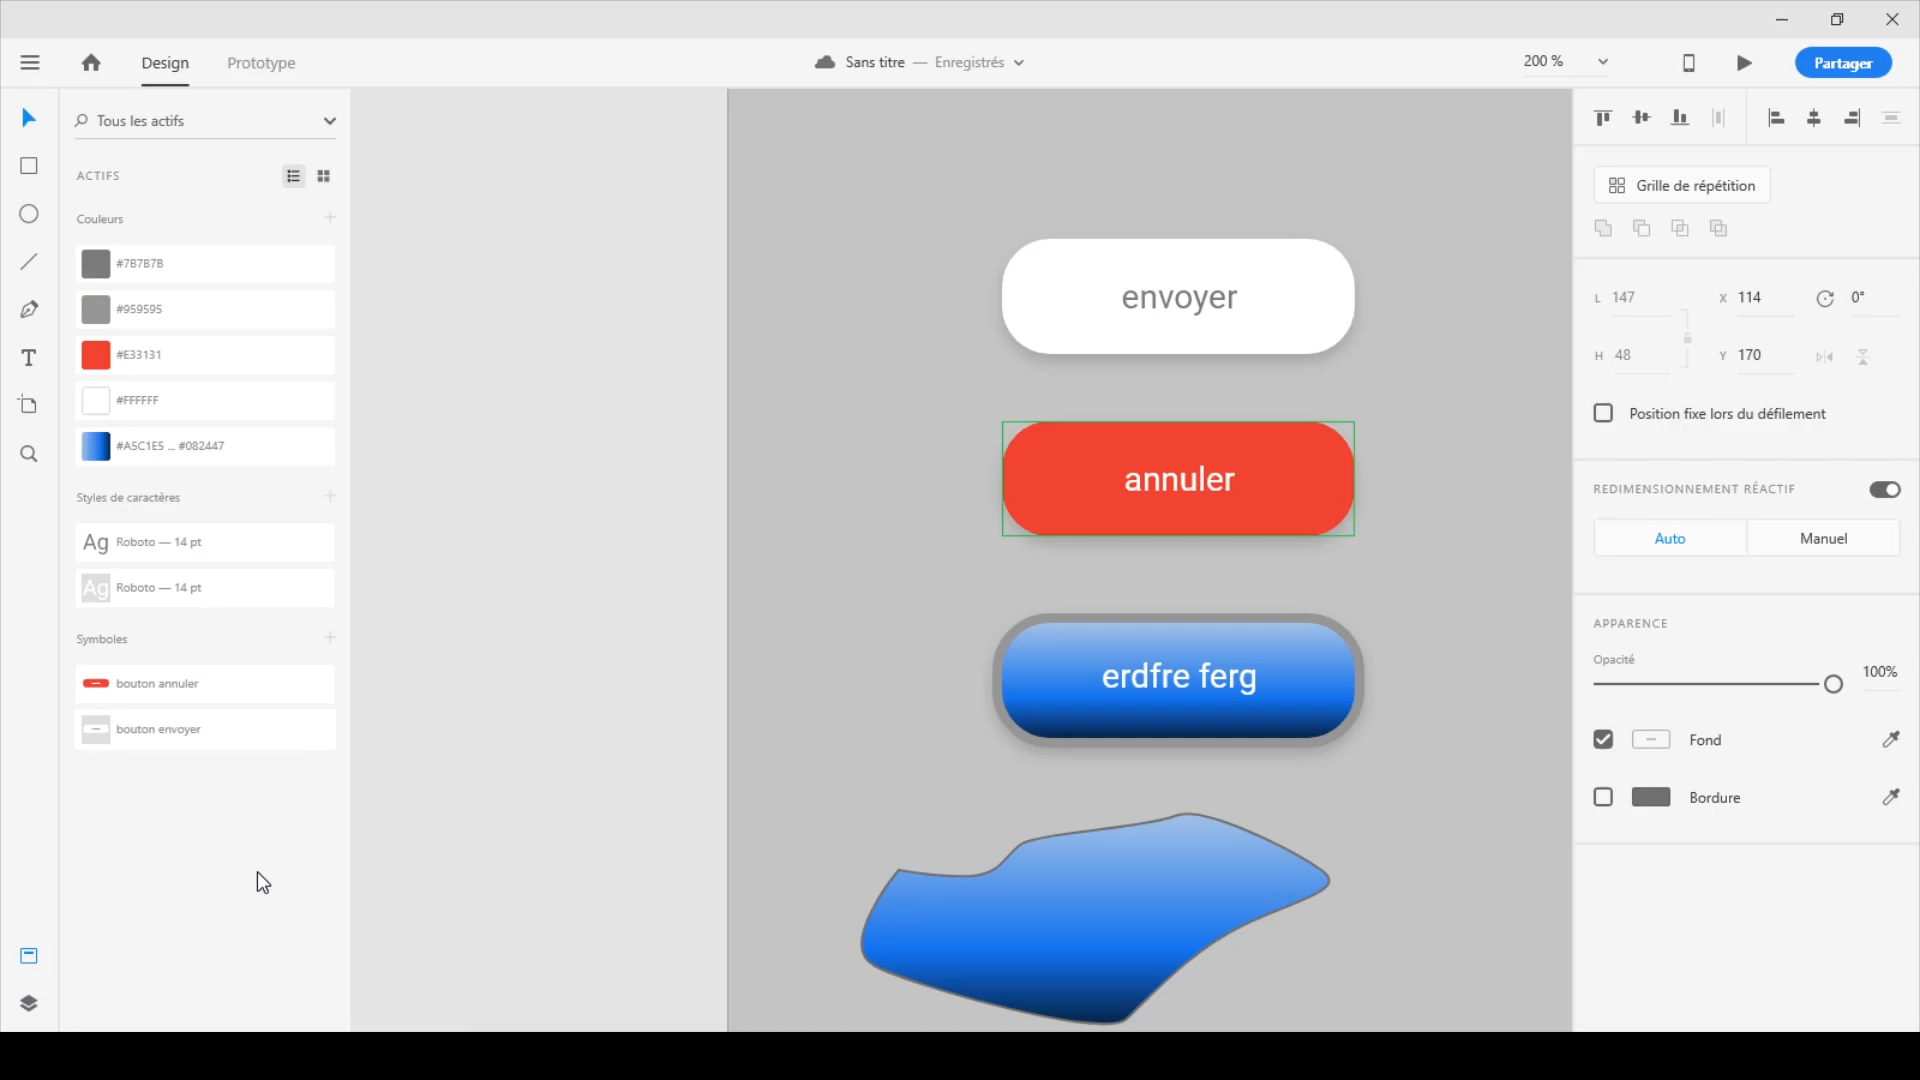 Design
Prototype
Sans titre — Enregistrés
200 %
Partager
Tous les actifs
ACTIFS
Couleurs
#7B7B7B
#959595
#E33131
#FFFFFF
#A5C1E5 ... #082447
Styles de caractères
Ag Roboto — 14 pt
Ag Roboto — 14 pt
Symboles
bouton annuler
bouton envoyer
envoyer
annuler
erdfre ferg
Grille de répétition
L 147
X 114
0°
H 48
Y 170
Position fixe lors du défilement
REDIMENSIONNEMENT RÉACTIF
Auto
Manuel
APPARENCE
Opacité
100%
Fond
Bordure